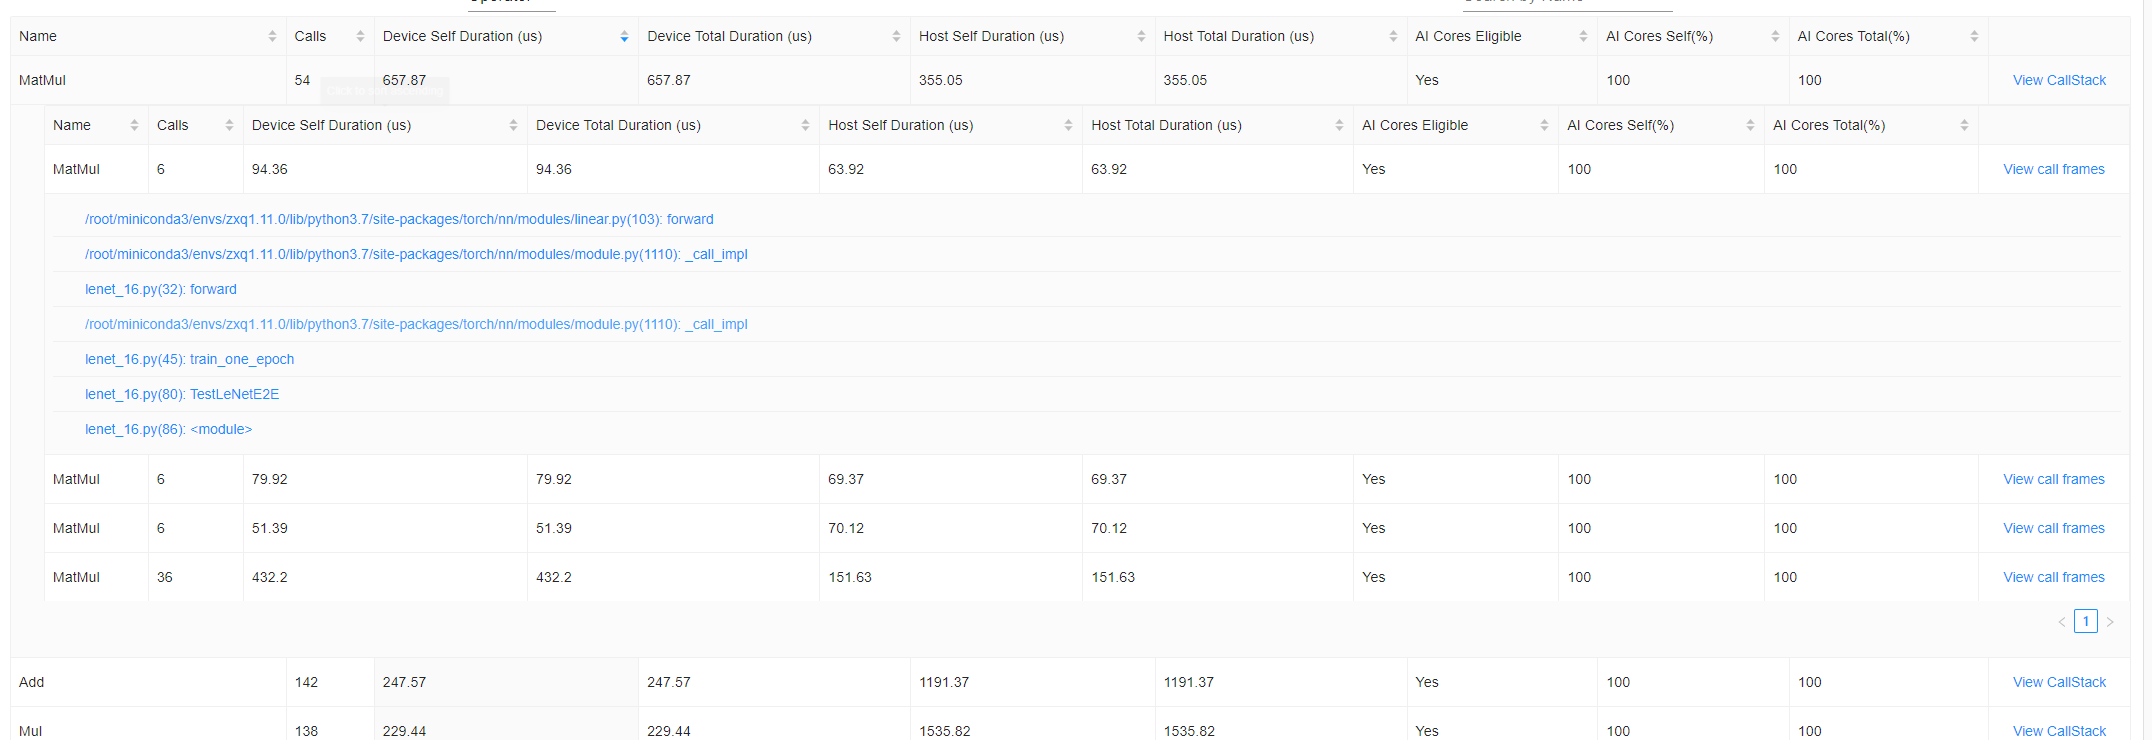 Name Calls Device Self Duration (us) Device Total Duration (us) Host Self Duration (us) Host Total Duration (us) AI Cores Eligible AI Cores Self(%) AI Cores Total(%)
MatMul 54 657.87 657.87 355.05 355.05 Yes 100 100 View CallStack
Name Calls Device Self Duration (us) Device Total Duration (us) Host Self Duration (us) Host Total Duration (us) AI Cores Eligible AI Cores Self(%) AI Cores Total(%)
MatMul 6 94.36 94.36 63.92 63.92 Yes 100 100 View call frames
/root/miniconda3/envs/zxq1.11.0/lib/python3.7/site-packages/torch/nn/modules/linear.py(103): forward
/root/miniconda3/envs/zxq1.11.0/lib/python3.7/site-packages/torch/nn/modules/module.py(1110): _call_impl
lenet_16.py(32): forward
/root/miniconda3/envs/zxq1.11.0/lib/python3.7/site-packages/torch/nn/modules/module.py(1110): _call_impl
lenet_16.py(45): train_one_epoch
lenet_16.py(80): TestLeNetE2E
lenet_16.py(86): <module>
MatMul 6 79.92 79.92 69.37 69.37 Yes 100 100 View call frames
MatMul 6 51.39 51.39 70.12 70.12 Yes 100 100 View call frames
MatMul 36 432.2 432.2 151.63 151.63 Yes 100 100 View call frames
< 1 >
Add 142 247.57 247.57 1191.37 1191.37 Yes 100 100 View CallStack
Mul 138 229.44 229.44 1535.82 1535.82 Yes 100 100 View CallStack